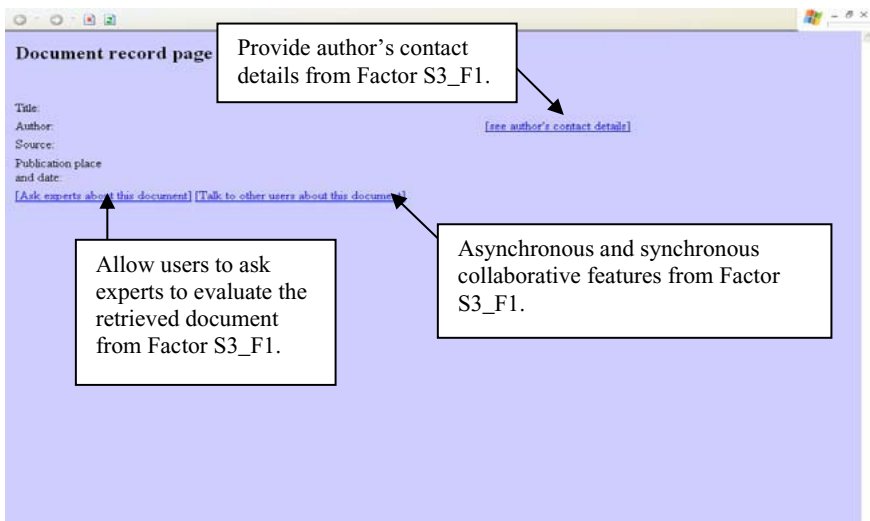 Document record page
Provide author’s contact
details from Factor S3_F1.
Title:
Author:
[see author's contact details]
Source:
Publication place
and date:
[Ask experts about this document] [Talk to other users about this document]
Allow users to ask
experts to evaluate the
retrieved document
from Factor S3_F1.
Asynchronous and synchronous
collaborative features from Factor
S3_F1.